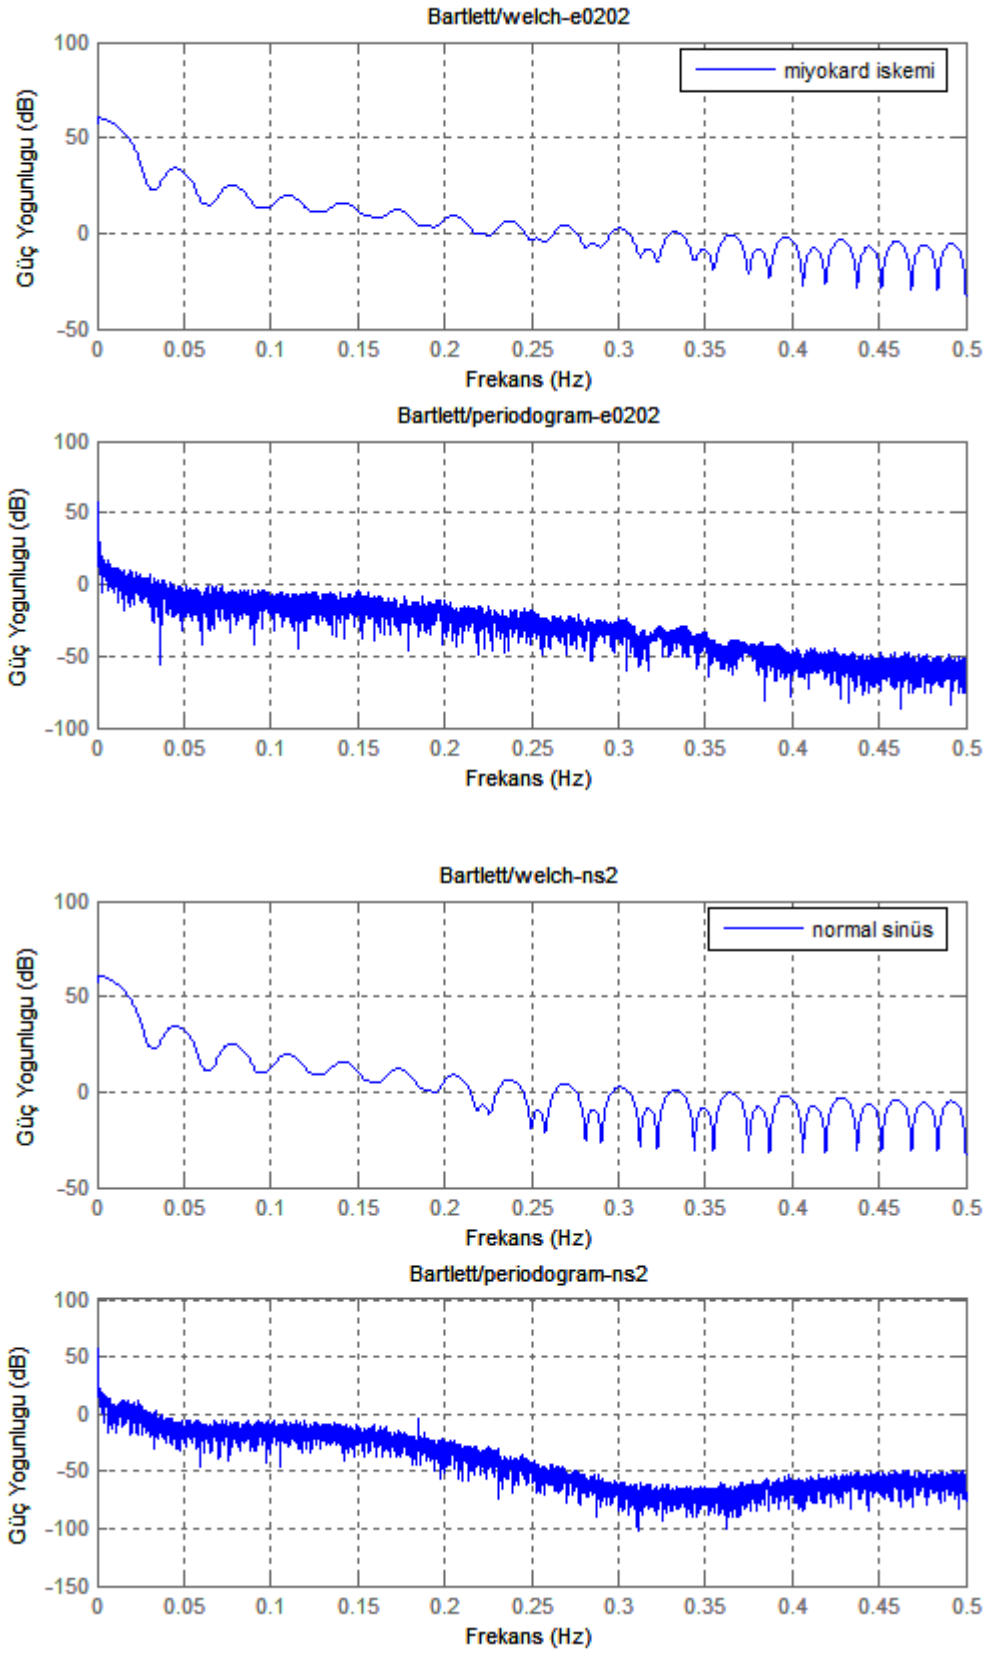 Bartlett/welch-e0202
Güç Yogunlugu (dB)
100
50
0
-50
miyokard iskemi
0 0.05 0.1 0.15 0.2 0.25 0.3 0.35 0.4 0.45 0.5
Frekans (Hz)
Bartlett/periodogram-e0202
Güç Yogunlugu (dB)
100
50
0
-50
-100
0 0.05 0.1 0.15 0.2 0.25 0.3 0.35 0.4 0.45 0.5
Frekans (Hz)
Bartlett/welch-ns2
Güç Yogunlugu (dB)
100
50
0
-50
normal sinüs
0 0.05 0.1 0.15 0.2 0.25 0.3 0.35 0.4 0.45 0.5
Frekans (Hz)
Bartlett/periodogram-ns2
Güç Yogunlugu (dB)
100
50
0
-50
-100
-150
0 0.05 0.1 0.15 0.2 0.25 0.3 0.35 0.4 0.45 0.5
Frekans (Hz)